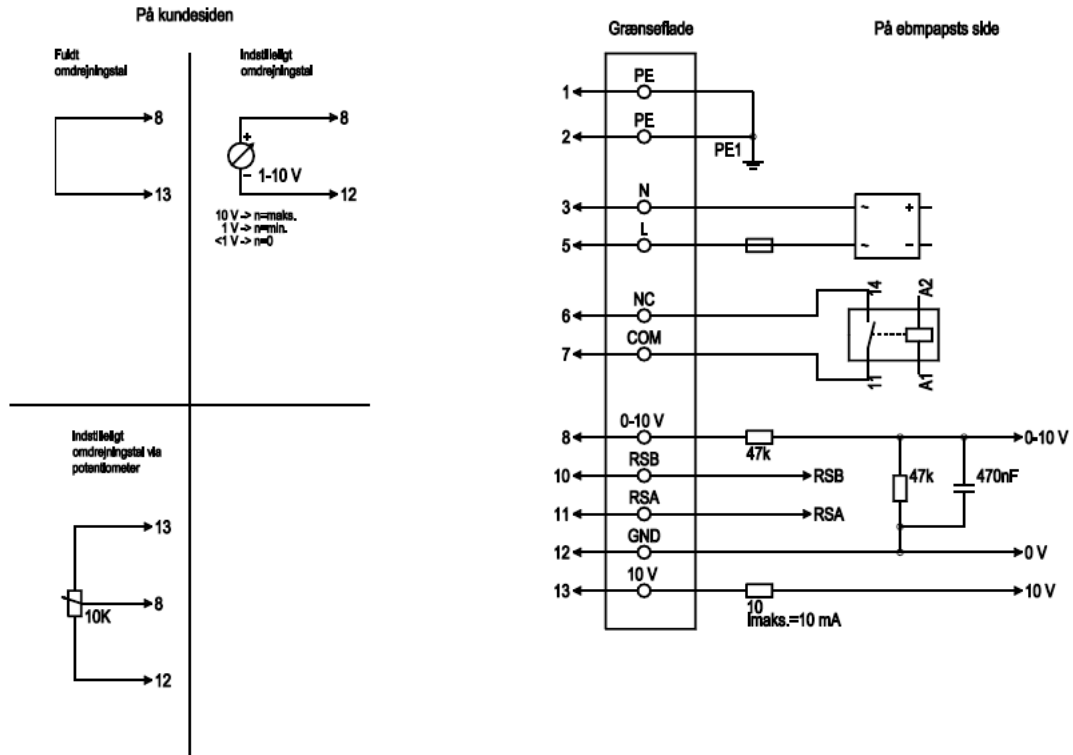 På kundesiden
Fuldt
omdrejningstal
8
13
Indstilleligt
omdrejningstal
8
+
-
1-10 V
12
10 V -> n=maks.
1 V -> n=min.
<1 V -> n=0
Indstilleligt
omdrejningstal via
potentiometer
13
8
10K
12
Grænseflade
På ebmpapsts side
1 PE
2 PE
PE1
3 N
~ +
5 L
~ -
14
A2
6 NC
7 COM
11
A1
8 0-10 V
47k
0-10 V
10 RSB
RSB
47k
470nF
11 RSA
RSA
12 GND
0 V
13 10 V
10
10 V
Imaks.=10 mA